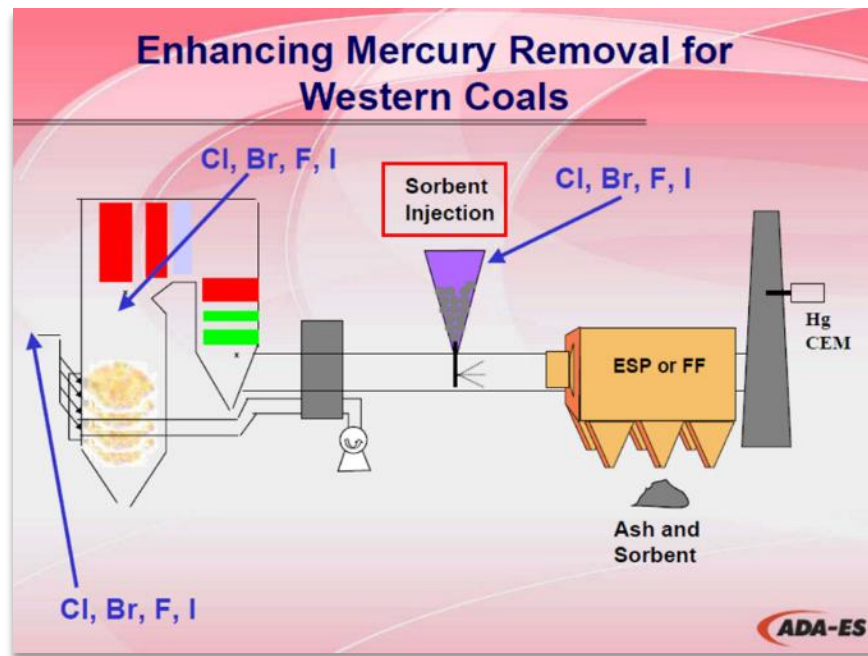 Enhancing Mercury Removal for
Western Coals
Cl, Br, F, I
Sorbent
Injection
Cl, Br, F, I
Hg
CEM
ESP or FF
x
x
Ash and
Sorbent
Cl, Br, F, I
ADA-ES